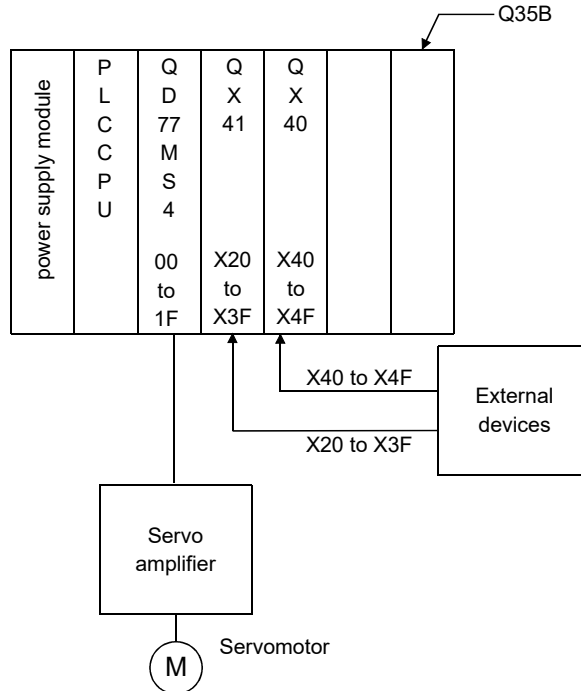 Q35B
power supply module
P
L
C
C
P
U
Q
D
77
M
S
4
00
to
1F
Q
X
41
X20
to
X3F
Q
X
40
X40
to
X4F
X40 to X4F
X20 to X3F
External
devices
Servo
amplifier
Servomotor
M